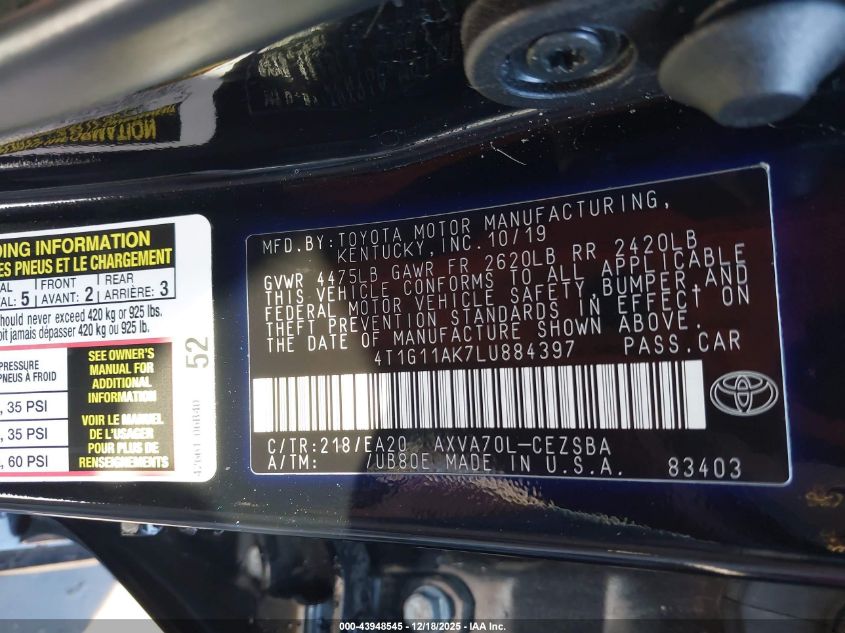 MFD. BY: TOYOTA MOTOR MANUFACTURING,
KENTUCKY, INC. 10/19
GVWR 4475LB GAWR FR 2620LB RR 2420LB
THIS VEHICLE CONFORMS TO ALL APPLICABLE
FEDERAL MOTOR VEHICLE SAFETY, BUMPER, AND
THEFT PREVENTION STANDARDS IN EFFECT ON
THE DATE OF MANUFACTURE SHOWN ABOVE.
4T1G11AK7LU884397 PASS. CAR
C/TR: 218/EA20 AXVA70L-CEZSBA
A/TM: /UB80E MADE IN U.S.A. 83403
INFORMATION
ES PNEUS ET LE CHARGEMENT
5 FRONT AVANT: 2 REAR ARRIÈRE: 3
hould never exceed 420 kg or 925 lbs.
it jamais dépasser 420 kg ou 925 lb.
52
PRESSURE
PNEUS À FROID
, 35 PSI
, 35 PSI
, 60 PSI
SEE OWNER'S
MANUAL FOR
ADDITIONAL
INFORMATION
VOIR LE MANUEL
DE L'USAGER
POUR PLUS DE
RENSEIGNEMENTS
000-43948545 / 12/18/2025 / IAA Inc.